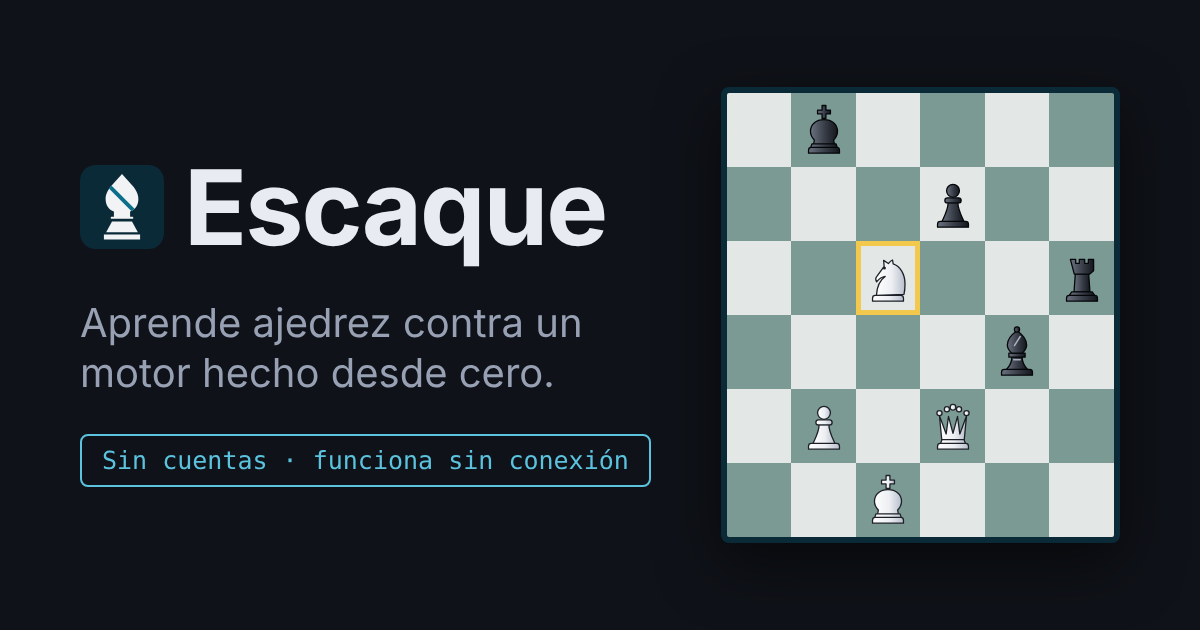 Escaque
Aprende ajedrez contra un
motor hecho desde cero.
Sin cuentas · funciona sin conexión